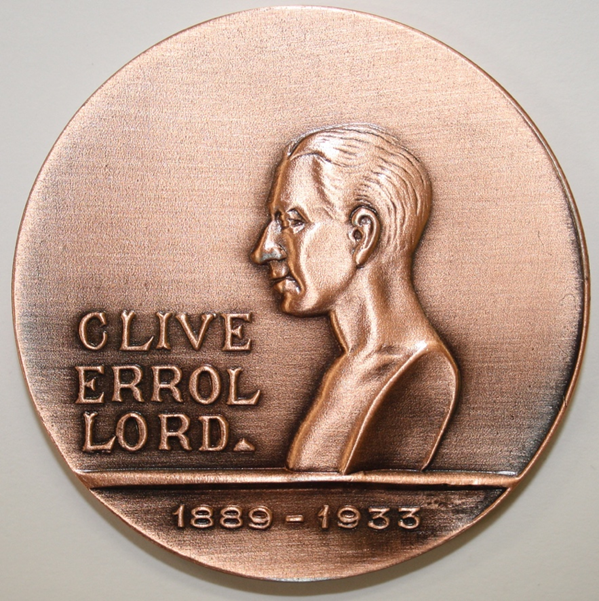 CLIVE
ERROL
LORD.
1889 - 1933